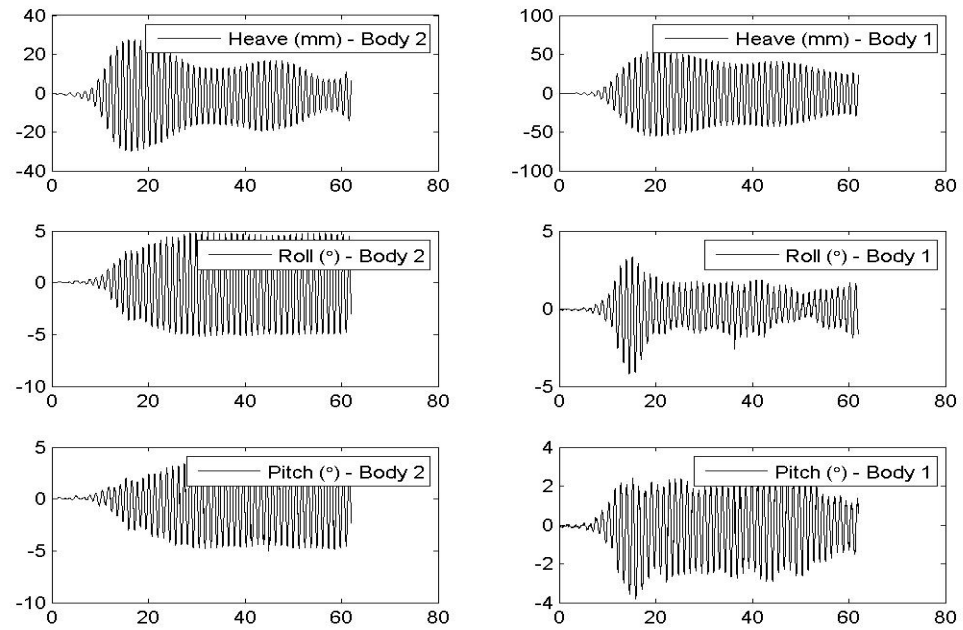 40
20
0
-20
-40
0 20 40 60 80
Heave (mm) - Body 2
100
50
0
-50
-100
0 20 40 60 80
Heave (mm) - Body 1
5
0
-5
-10
0 20 40 60 80
Roll (°) - Body 2
5
0
-5
0 20 40 60 80
Roll (°) - Body 1
5
0
-5
-10
0 20 40 60 80
Pitch (°) - Body 2
4
2
0
-2
-4
0 20 40 60 80
Pitch (°) - Body 1